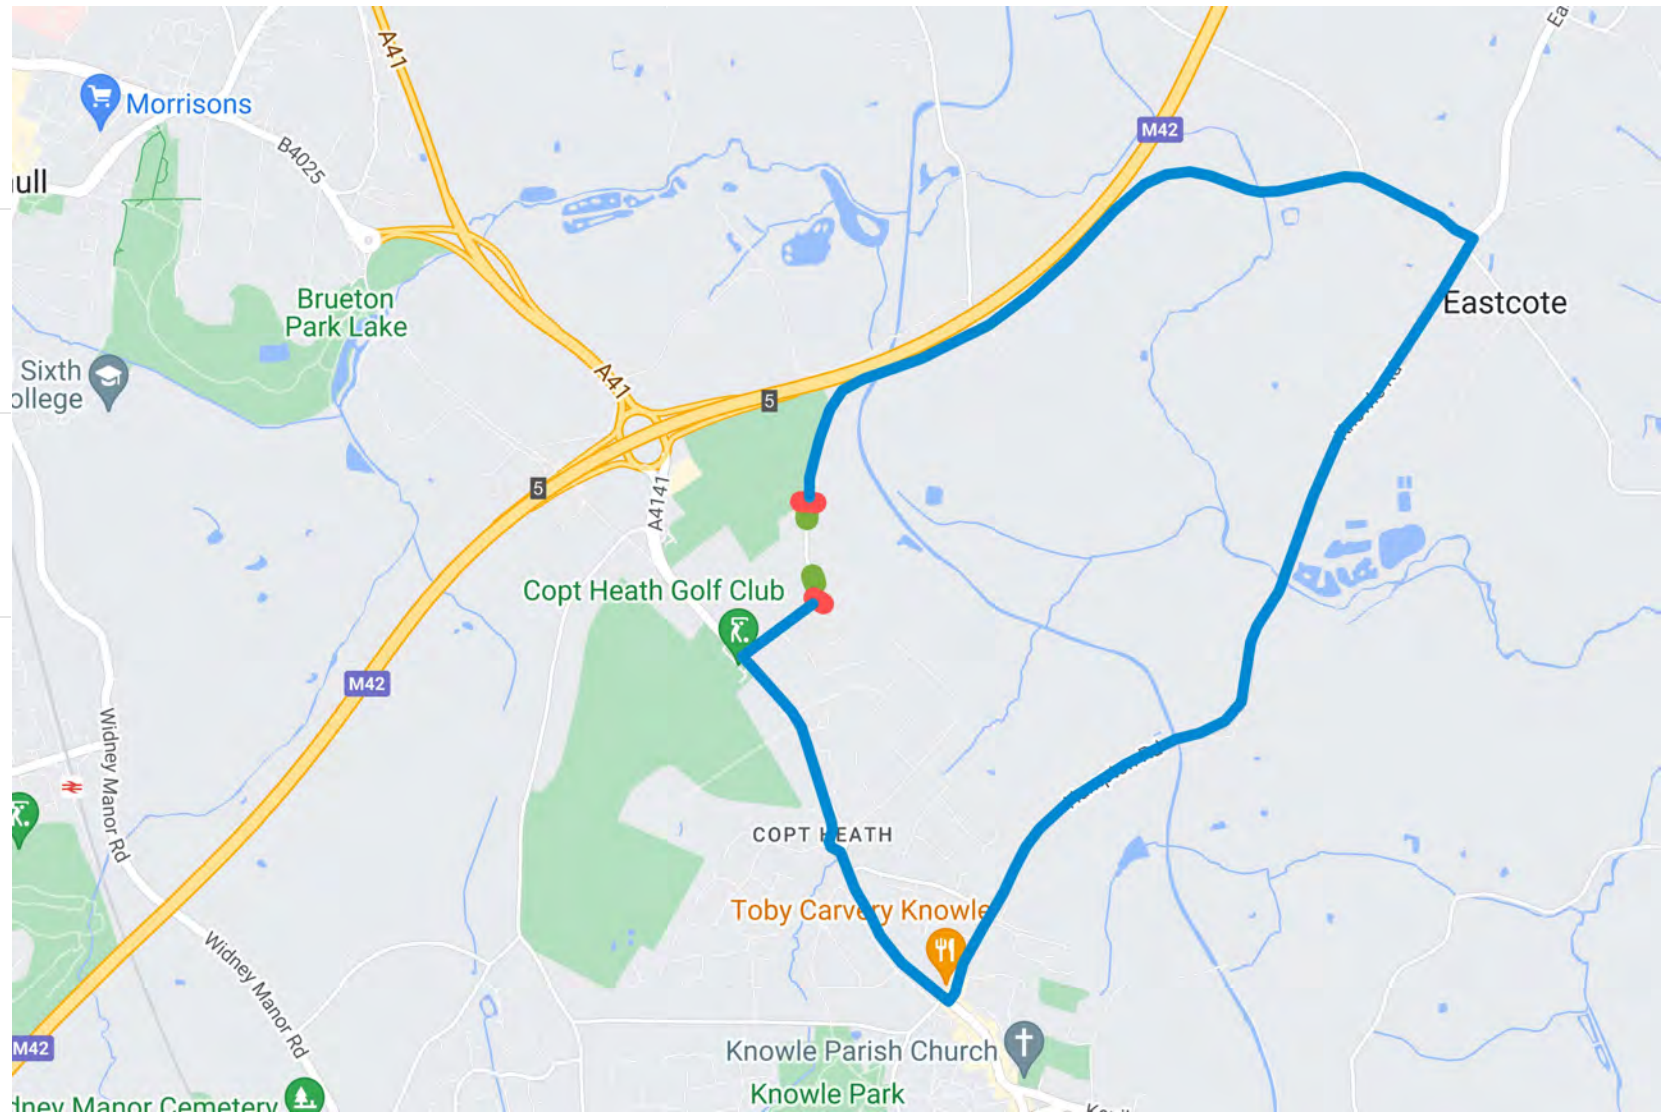 A41
Morrisons
M42
B4025
ull
Brueton
Park Lake
Eastcote
Sixth
ollege
A41
5
5
A4141
Copt Heath Golf Club
M42
Widney Manor Rd
COPT HEATH
Toby Carvery Knowle
Widney Manor Rd
M42
Knowle Parish Church
Knowle Park
dney Manor Cemetery